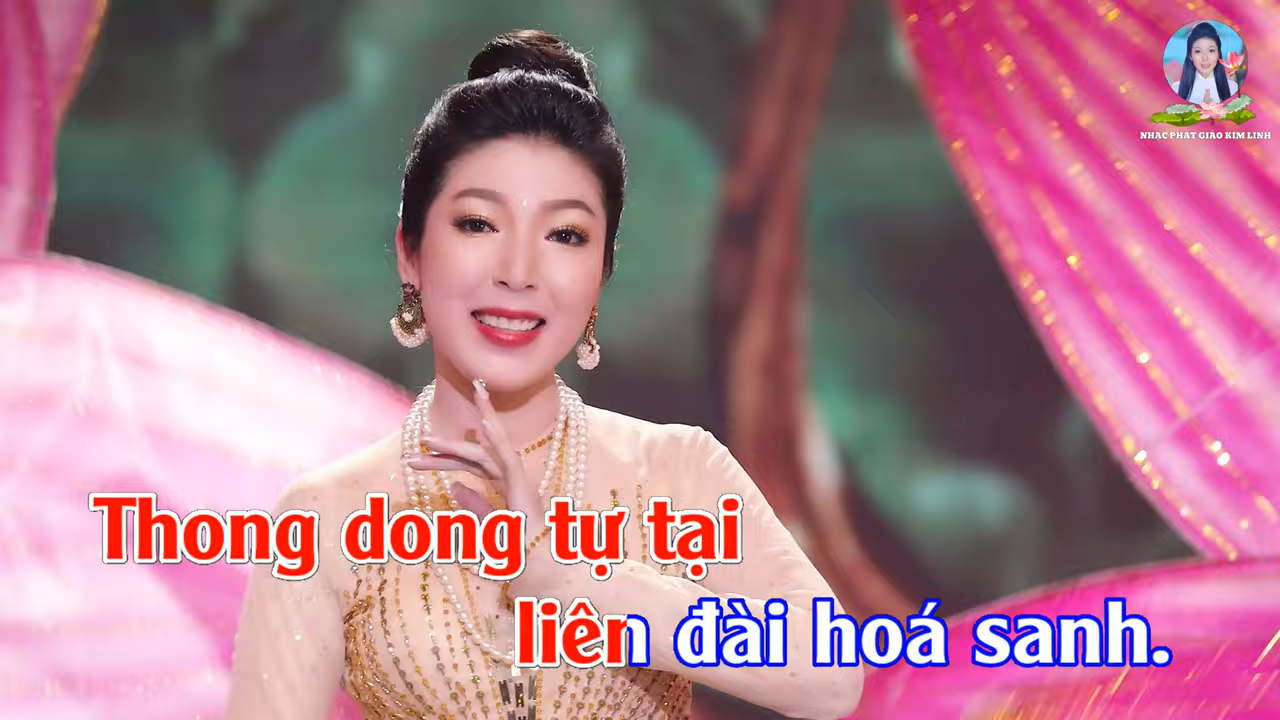 NHẠC PHẬT GIÁO KIM LINH
Thong dong tự tại
liên đài hoá sanh.